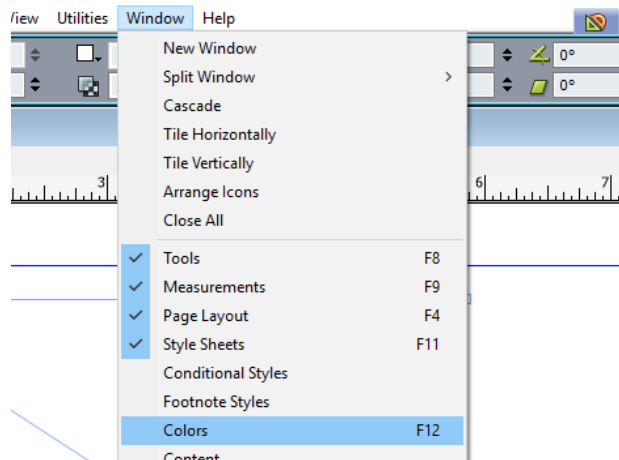 View Utilities Window Help
New Window
Split Window
Cascade
Tile Horizontally
Tile Vertically
Arrange Icons
Close All
Tools F8
Measurements F9
Page Layout F4
Style Sheets F11
Conditional Styles
Footnote Styles
Colors F12
Content
0°
0°
3
6
7